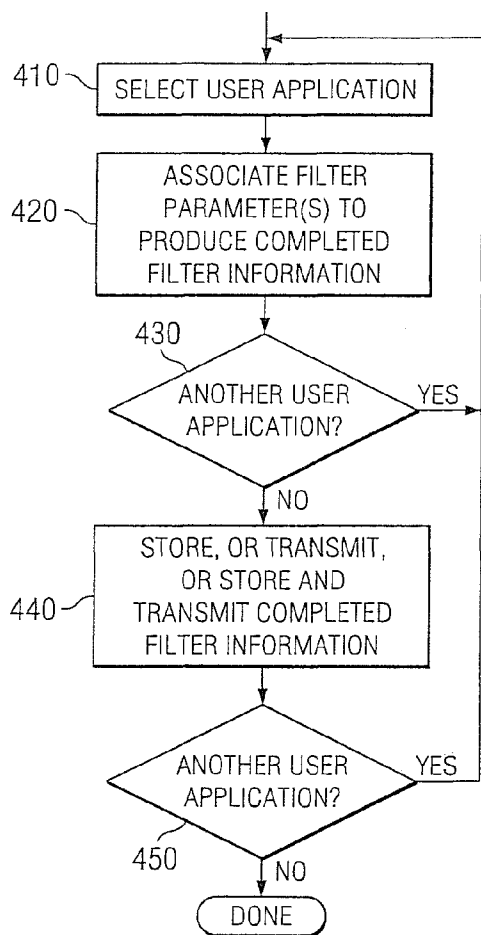 410
SELECT USER APPLICATION
420
ASSOCIATE FILTER
PARAMETER(S) TO
PRODUCE COMPLETED
FILTER INFORMATION
430
ANOTHER USER
APPLICATION?
YES
NO
440
STORE, OR TRANSMIT,
OR STORE AND
TRANSMIT COMPLETED
FILTER INFORMATION
ANOTHER USER
APPLICATION?
YES
450
NO
DONE